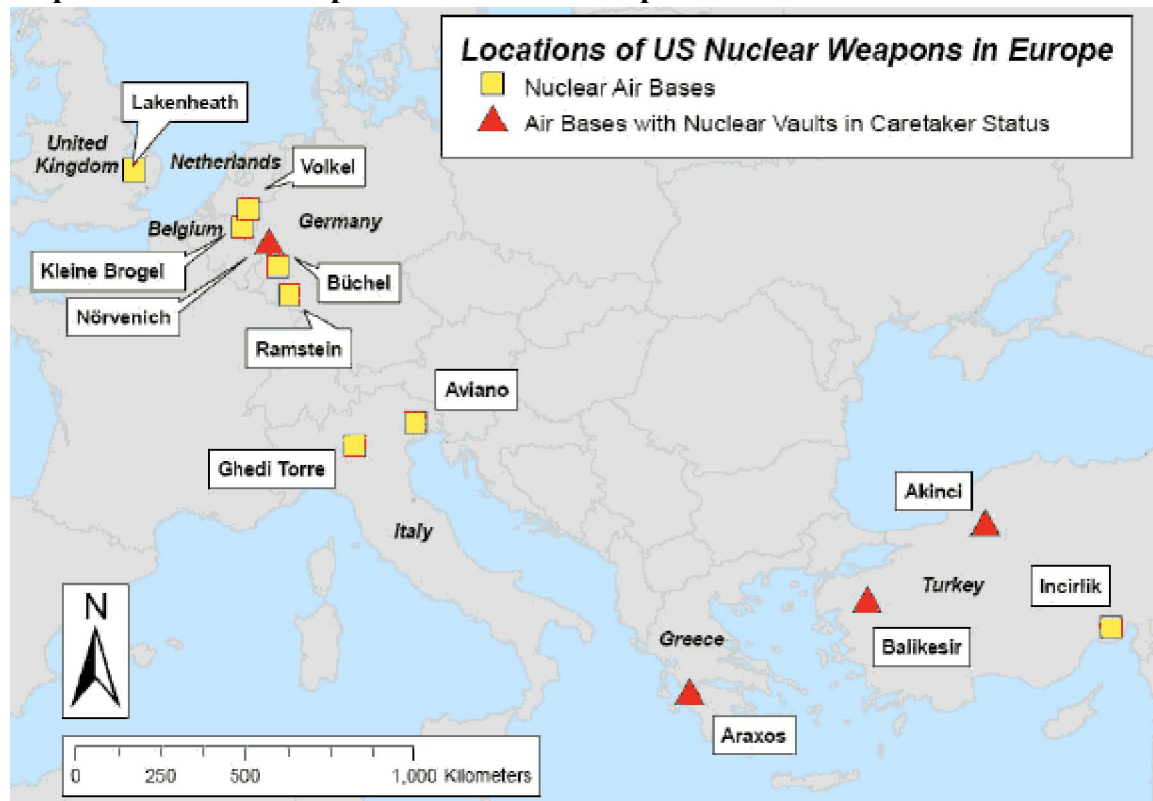 Locations of US Nuclear Weapons in Europe
Nuclear Air Bases
Air Bases with Nuclear Vaults in Caretaker Status
Lakenheath
United
Kingdom
Netherlands
Volkel
Belgium
Germany
Kleine Brogel
Büchel
Nörvenich
Ramstein
Aviano
Ghedi Torre
Italy
Akinci
Turkey
Incirlik
Balikesir
Greece
Araxos
N
0 250 500 1,000 Kilometers